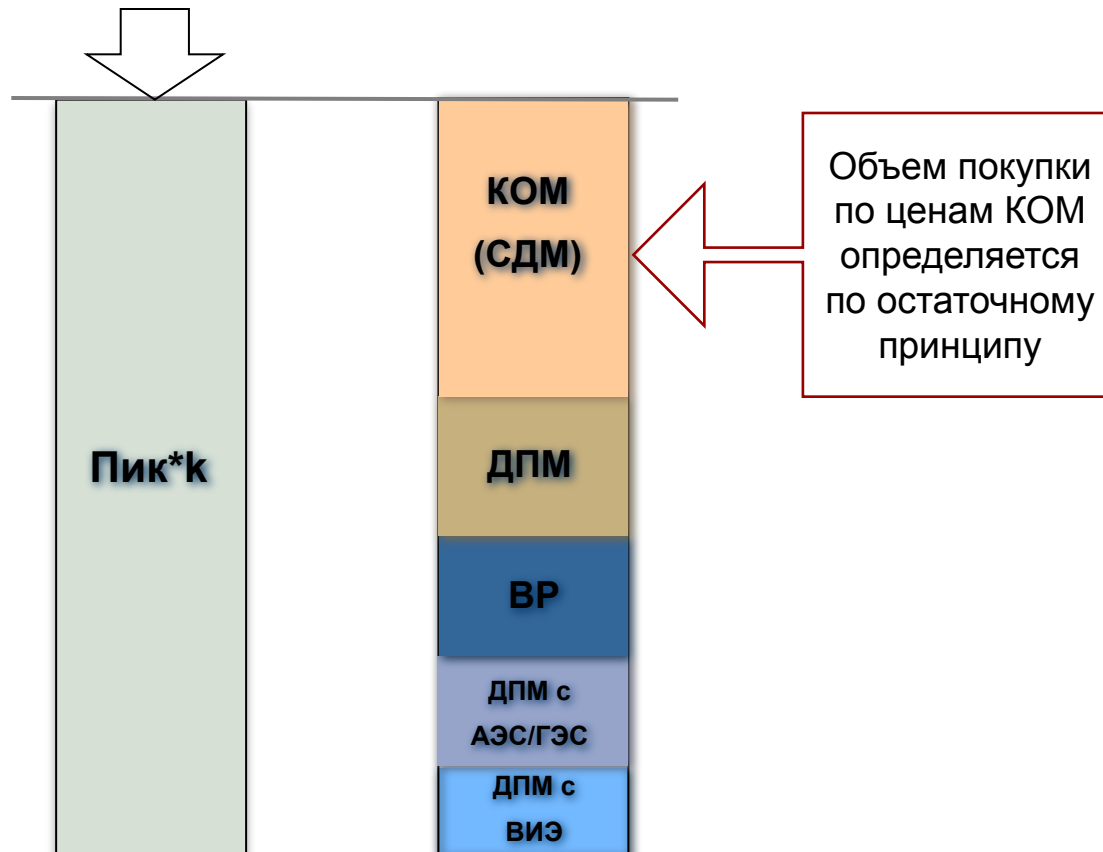 КОМ
(СДМ)
Объем покупки
по ценам КОМ
определяется
по остаточному
принципу
Пик*k
ДПМ
ВР
ДПМ с
АЭС/ГЭС
ДПМ с
ВИЭ